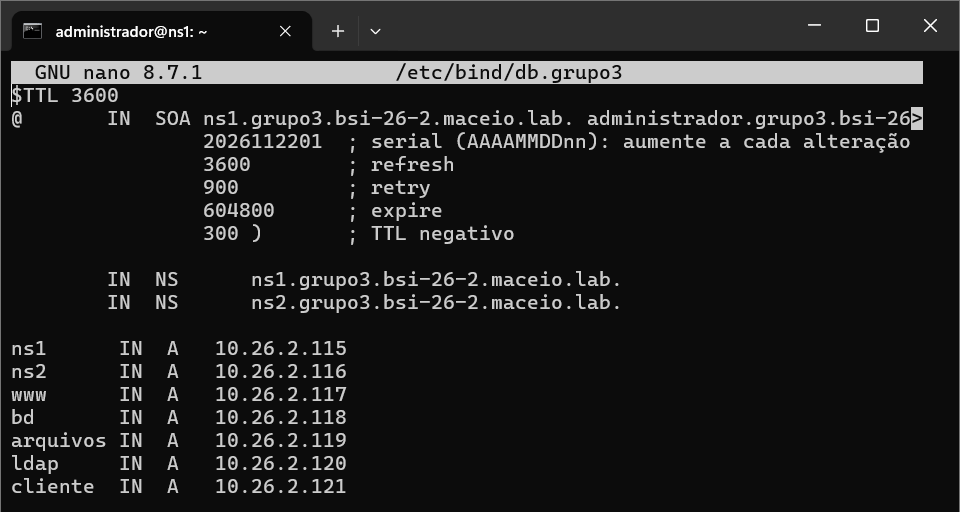 administrador@ns1: ~
GNU nano 8.7.1 /etc/bind/db.grupo3
$TTL 3600
@ IN SOA ns1.grupo3.bsi-26-2.maceio.lab. administrador.grupo3.bsi-26>
2026112201 ; serial (AAAAMMDDnn): aumente a cada alteração
3600 ; refresh
900 ; retry
604800 ; expire
300 ) ; TTL negativo
IN NS ns1.grupo3.bsi-26-2.maceio.lab.
IN NS ns2.grupo3.bsi-26-2.maceio.lab.
ns1 IN A 10.26.2.115
ns2 IN A 10.26.2.116
www IN A 10.26.2.117
bd IN A 10.26.2.118
arquivos IN A 10.26.2.119
ldap IN A 10.26.2.120
cliente IN A 10.26.2.121